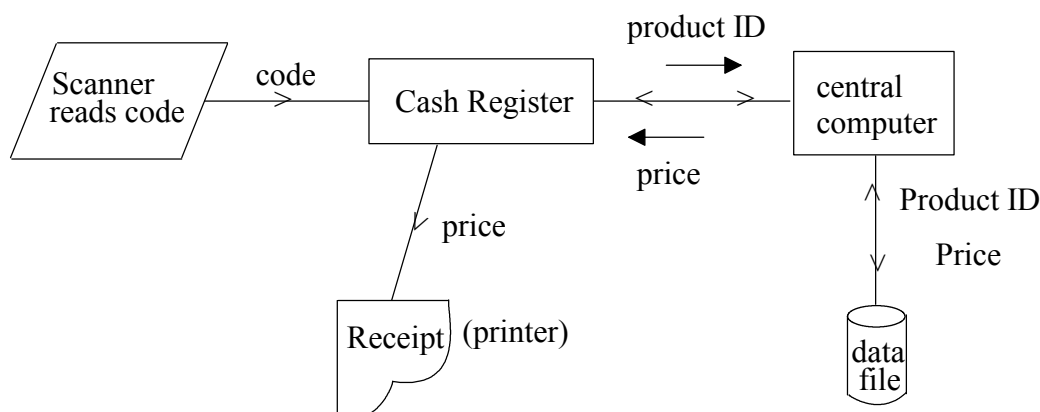 product ID
Scanner
reads code
code
Cash Register
central
computer
price
Product ID
price
Price
Receipt
(printer)
data
file